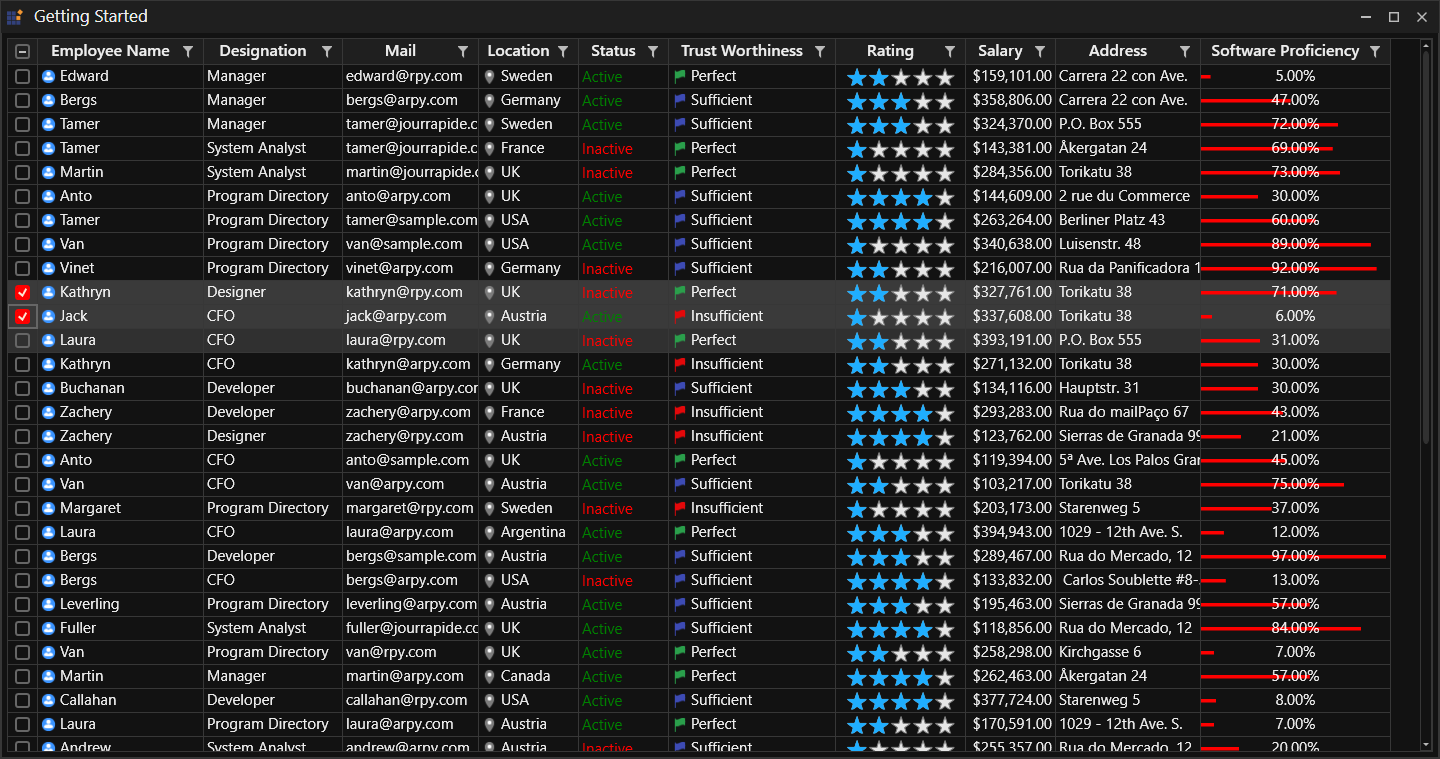 Getting Started
Employee Name Designation Mail Location Status Trust Worthiness Rating Salary Address Software Proficiency
Edward Manager edward@rpy.com Sweden Active Perfect $159,101.00 Carrera 22 con Ave. 5.00%
Bergs Manager bergs@arpy.com Germany Active Sufficient $358,806.00 Carrera 22 con Ave. 47.00%
Tamer Manager tamer@jourrapide.c Sweden Active Sufficient $324,370.00 P.O. Box 555 72.00%
Tamer System Analyst tamer@jourrapide.c France Inactive Perfect $143,381.00 Åkergatan 24 69.00%
Martin System Analyst martin@jourrapide. UK Inactive Perfect $284,356.00 Torikatu 38 73.00%
Anto Program Directory anto@arpy.com UK Active Sufficient $144,609.00 2 rue du Commerce 30.00%
Tamer Program Directory tamer@sample.com USA Active Sufficient $263,264.00 Berliner Platz 43 60.00%
Van Program Directory van@sample.com USA Active Sufficient $340,638.00 Luisenstr. 48 89.00%
Vinet Program Directory vinet@arpy.com Germany Inactive Sufficient $216,007.00 Rua da Panificadora 1 92.00%
Kathryn Designer kathryn@rpy.com UK Inactive Perfect $327,761.00 Torikatu 38 71.00%
Jack CFO jack@arpy.com Austria Active Insufficient $337,608.00 Torikatu 38 6.00%
Laura CFO laura@rpy.com UK Inactive Perfect $393,191.00 P.O. Box 555 31.00%
Kathryn CFO kathryn@arpy.com Germany Active Insufficient $271,132.00 Torikatu 38 30.00%
Buchanan Developer buchanan@arpy.cor UK Inactive Sufficient $134,116.00 Hauptstr. 31 30.00%
Zachery Developer zachery@arpy.com France Inactive Insufficient $293,283.00 Rua do mailPaço 67 43.00%
Zachery Designer zachery@rpy.com Austria Inactive Insufficient $123,762.00 Sierras de Granada 99 21.00%
Anto CFO anto@sample.com UK Active Perfect $119,394.00 5ª Ave. Los Palos Gra 45.00%
Van CFO van@arpy.com Austria Active Sufficient $103,217.00 Torikatu 38 75.00%
Margaret Program Directory margaret@rpy.com Sweden Inactive Insufficient $203,173.00 Starenweg 5 37.00%
Laura CFO laura@arpy.com Argentina Active Perfect $394,943.00 1029 - 12th Ave. S. 12.00%
Bergs Developer bergs@sample.com Austria Active Sufficient $289,467.00 Rua do Mercado, 12 97.00%
Bergs CFO bergs@arpy.com USA Inactive Sufficient $133,832.00 Carlos Soublette #8-. 13.00%
Leverling Program Directory leverling@arpy.com Austria Active Sufficient $195,463.00 Sierras de Granada 99 57.00%
Fuller System Analyst fuller@jourrapide.cc UK Active Sufficient $118,856.00 Rua do Mercado, 12 84.00%
Van Program Directory van@rpy.com UK Active Perfect $258,298.00 Kirchgasse 6 7.00%
Martin Manager martin@arpy.com Canada Active Perfect $262,463.00 Åkergatan 24 57.00%
Callahan Developer callahan@rpy.com USA Active Sufficient $377,724.00 Starenweg 5 8.00%
Laura Program Directory laura@arpy.com Austria Active Perfect $170,591.00 1029 - 12th Ave. S. 7.00%
Andrew System Analyst andrew@arpy.com Austria Inactive Sufficient $255,357.00 Rua do Mercado, 12 20.00%